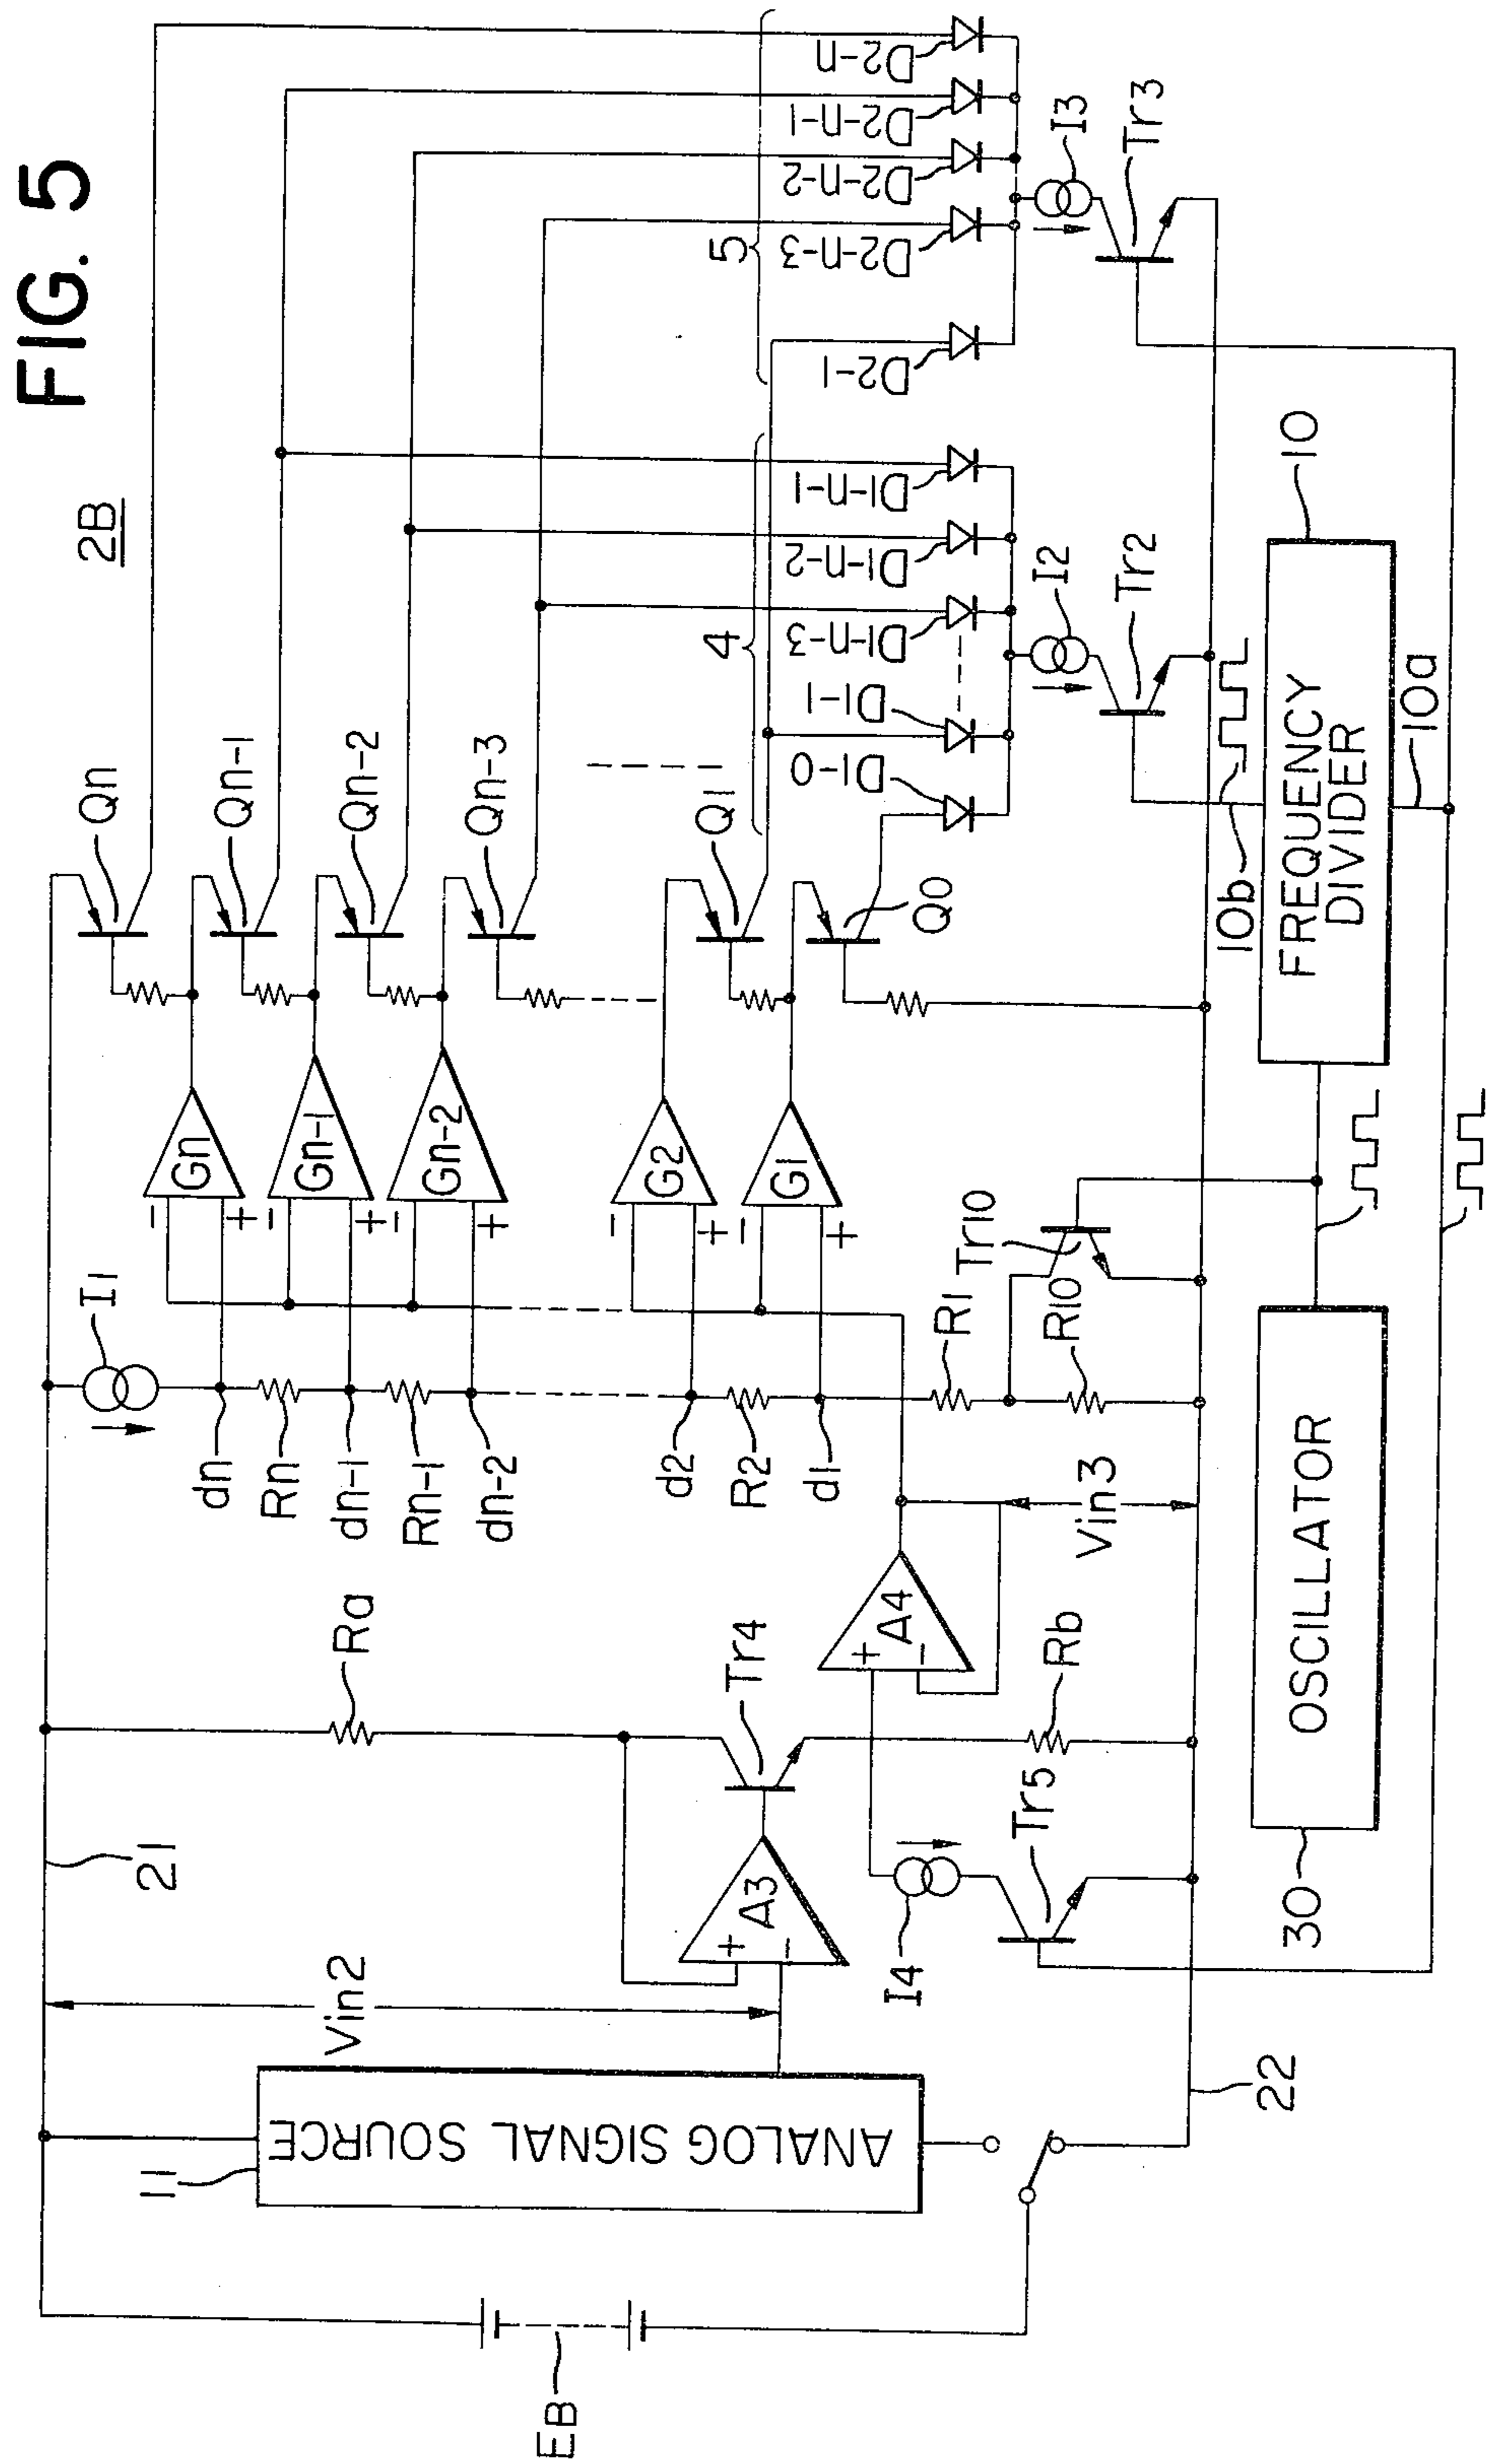 FIG. 5
2B
I1
Gn
Gn-1
Gn-2
G2
G1
- + - + - + - + - +
dn
Rn
dn-1
Rn-1
dn-2
d2
R2
d1
R1
R10
Tr10
Qn
Qn-1
Qn-2
Qn-3
Q1
Q0
4
5
D1-0
D1-1
D1-n-3
D1-n-2
D1-n-1
D2-1
D2-n-3
D2-n-2
D2-n-1
D2-n
I2
Tr2
I3
Tr3
10
FREQUENCY
DIVIDER
10a
10b
OSCILLATOR
30
21
22
Ra
Rb
Tr4
A3
+ -
A4
+ -
Vin3
Vin2
I4
Tr5
ANALOG SIGNAL SOURCE
11
EB